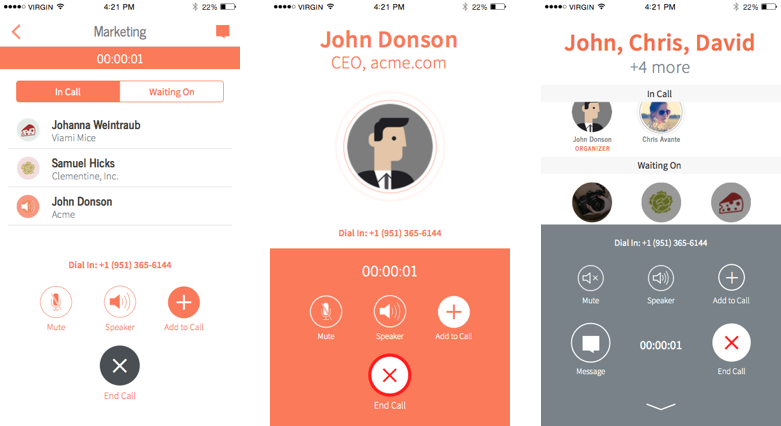 VIRGIN 4:21 PM 22%
Marketing
00:00:01
In Call Waiting On
Johanna Weintraub
Viami Mice
Samuel Hicks
Clementine, Inc.
John Donson
Acme
Dial In: +1 (951) 365-6144
Mute Speaker Add to Call
End Call
VIRGIN 4:21 PM 22%
John Donson
CEO, acme.com
Dial In: +1 (951) 365-6144
00:00:01
Mute Speaker Add to Call
End Call
VIRGIN 4:21 PM 22%
John, Chris, David
+4 more
In Call
John Donson Chris Avante
ORGANIZER
Waiting On
Dial In: +1 (951) 365-6144
Mute Speaker Add to Call
00:00:01
Message End Call